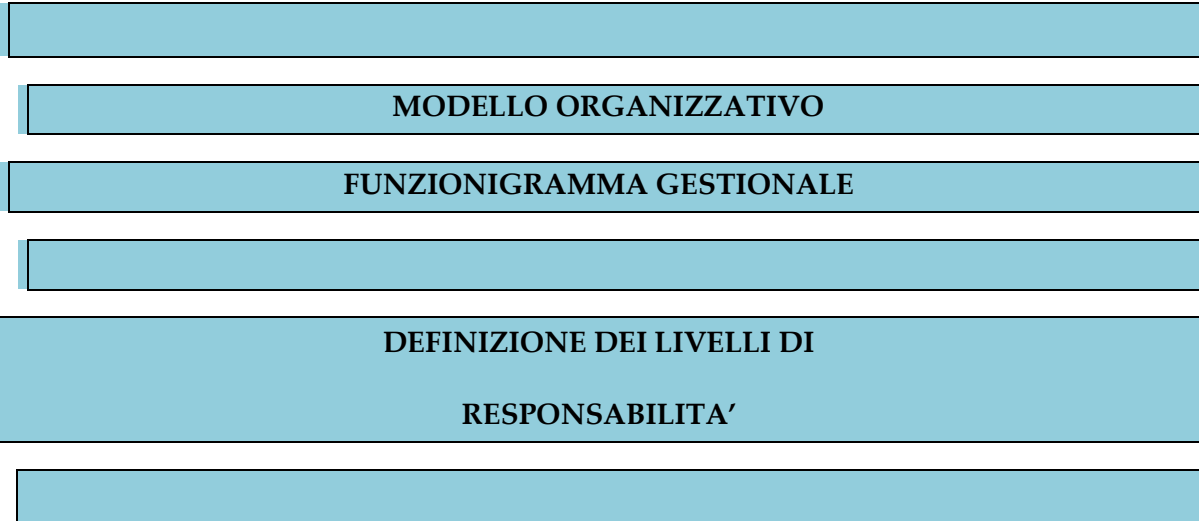 MODELLO ORGANIZZATIVO
FUNZIONIGRAMMA GESTIONALE
DEFINIZIONE DEI LIVELLI DI
RESPONSABILITA’